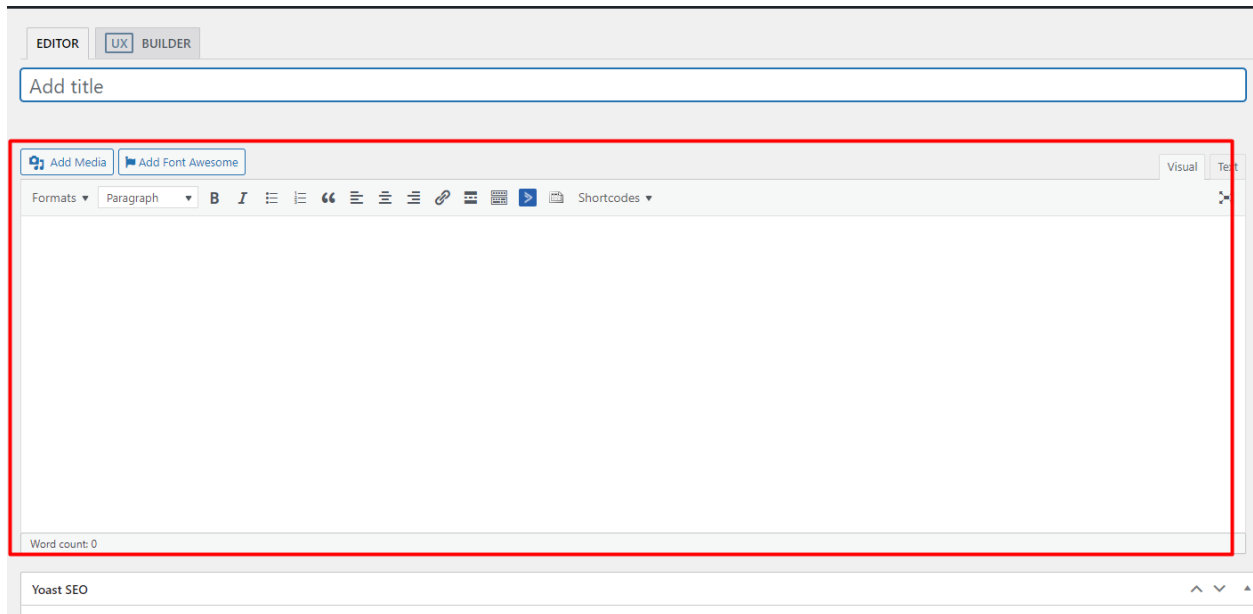 EDITOR UX BUILDER
Add title
Add Media Add Font Awesome Visual Text
Formats Paragraph B I Shortcodes
Word count: 0
Yoast SEO